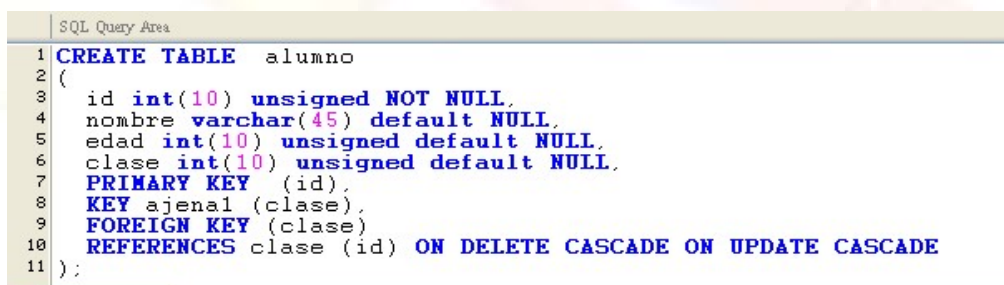 SQL Query Area
1 CREATE TABLE alumno
2 (
3 id int(10) unsigned NOT NULL,
4 nombre varchar(45) default NULL,
5 edad int(10) unsigned default NULL,
6 clase int(10) unsigned default NULL,
7 PRIMARY KEY (id),
8 KEY ajena1 (clase),
9 FOREIGN KEY (clase)
10 REFERENCES clase (id) ON DELETE CASCADE ON UPDATE CASCADE
11 );